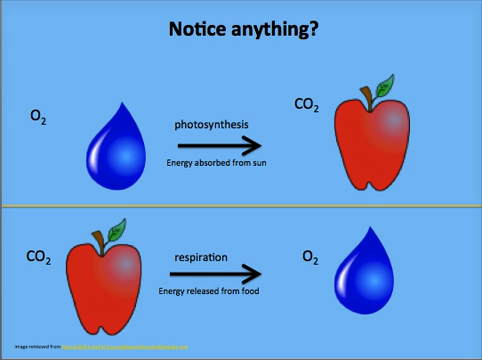 Notice anything?
O₂
photosynthesis
CO₂
Energy absorbed from sun
CO₂
respiration
O₂
Energy released from food
Image retrieved from